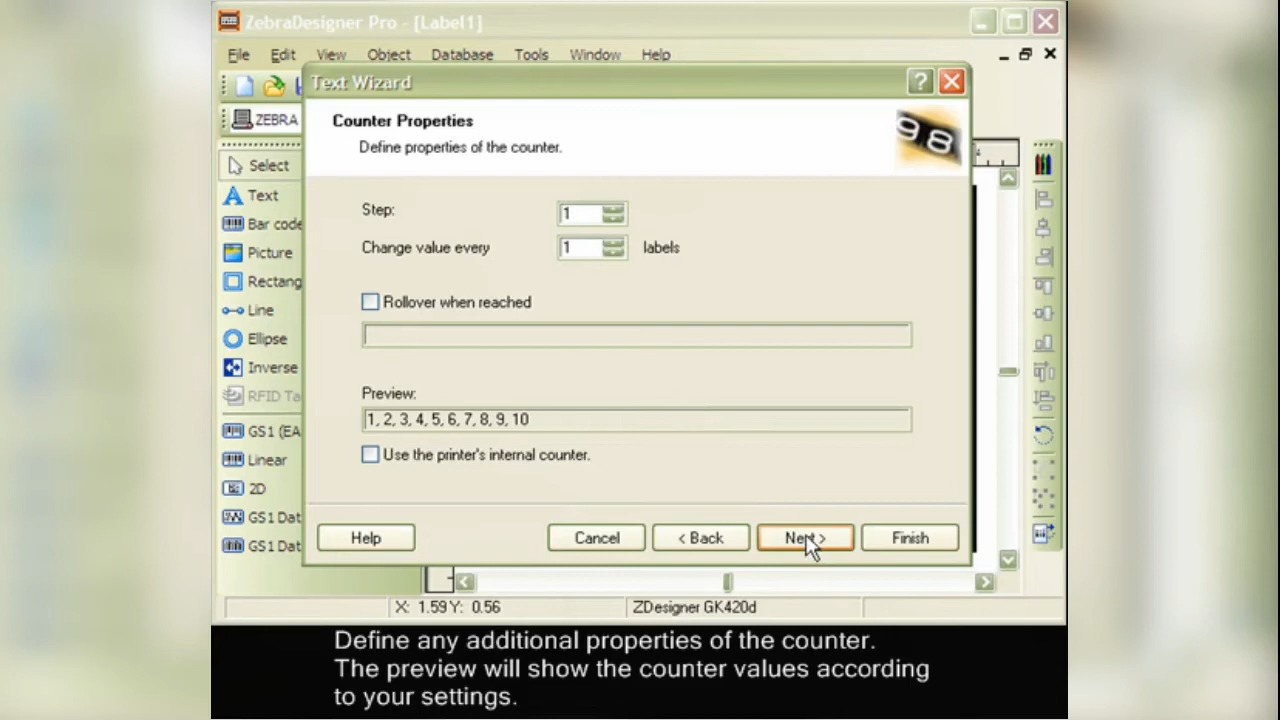 ZebraDesigner Pro - [Label1]
File Edit View Object Database Tools Window Help
Text Wizard
ZEBRA
Counter Properties
Define properties of the counter.
98
Select
Text
Bar code
Picture
Rectang
Line
Ellipse
Inverse
RFID Ta
GS1 (EA
Linear
2D
GS1 Dat
GS1 Dat
Step: 1
Change value every 1 labels
Rollover when reached
Preview:
1, 2, 3, 4, 5, 6, 7, 8, 9, 10
Use the printer's internal counter.
Help Cancel < Back Next > Finish
X: 1.59 Y: 0.56 ZDesigner GK420d
Define any additional properties of the counter.
The preview will show the counter values according
to your settings.